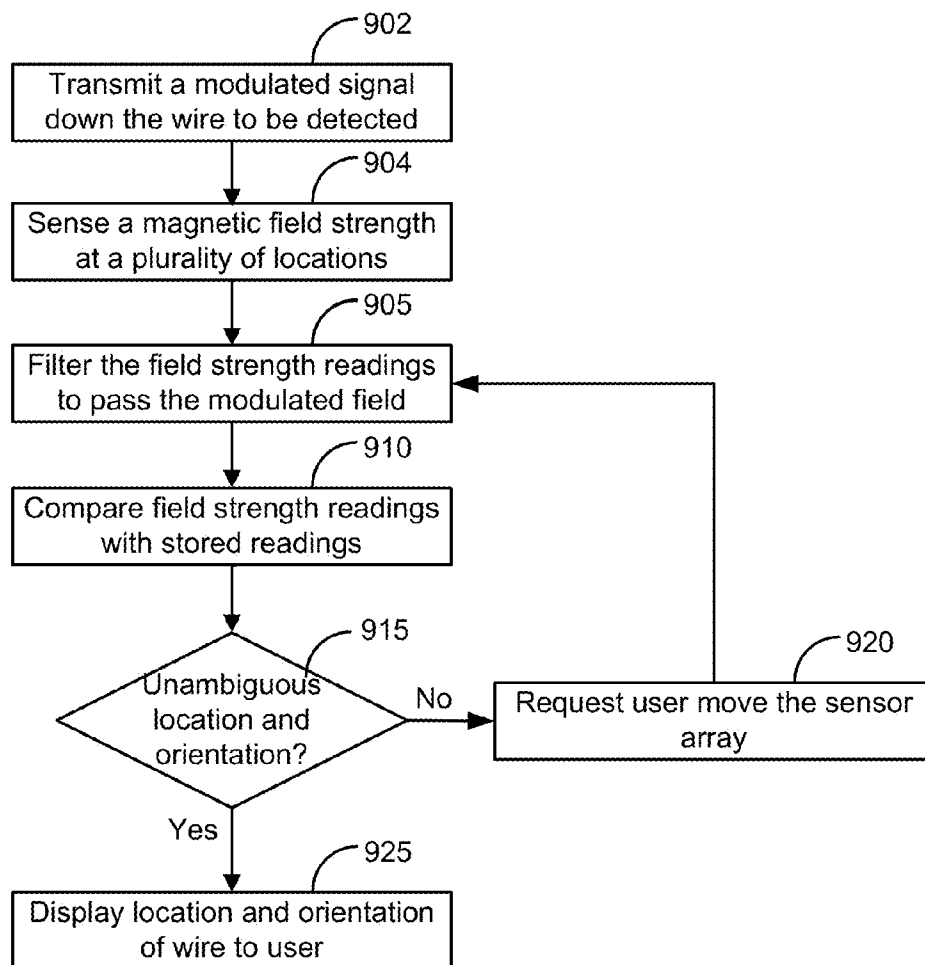 902
Transmit a modulated signal
down the wire to be detected
904
Sense a magnetic field strength
at a plurality of locations
905
Filter the field strength readings
to pass the modulated field
910
Compare field strength readings
with stored readings
915
Unambiguous
location and
orientation?
No
920
Request user move the sensor
array
Yes
925
Display location and orientation
of wire to user